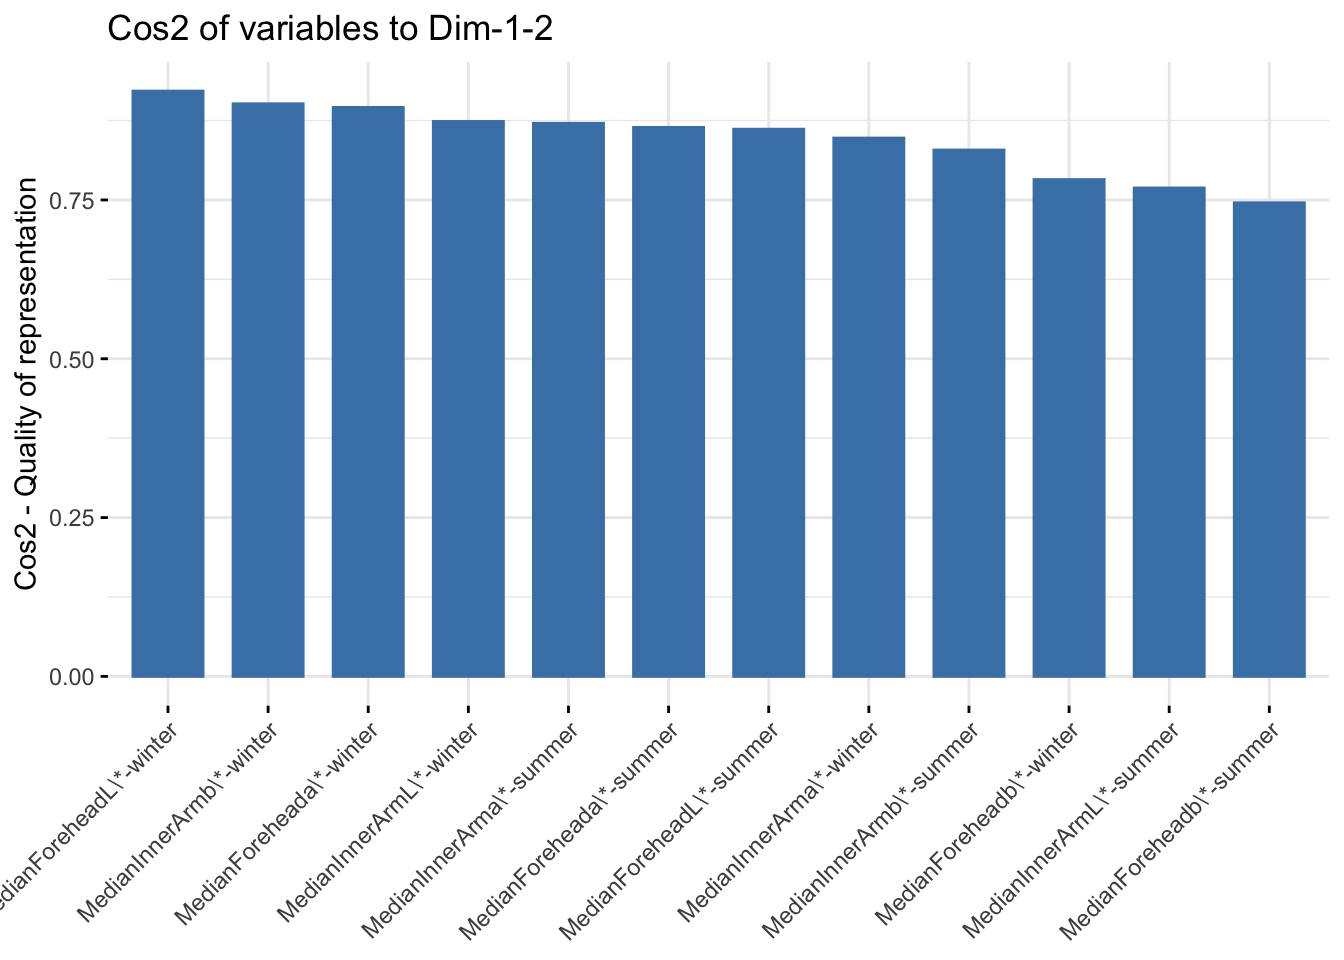 Cos2 of variables to Dim-1-2
Cos2 - Quality of representation
0.75
0.50
0.25
0.00
edianForeheadL\*-winter
MedianInnerArmb\*-winter
MedianForeheada\*-winter
MedianInnerArmL\*-winter
MedianInnerArma\*-summer
MedianForeheada\*-summer
MedianForeheadL\*-summer
MedianInnerArma\*-winter
MedianInnerArmb\*-summer
MedianForeheadb\*-winter
MedianInnerArmL\*-summer
MedianForeheadb\*-summer